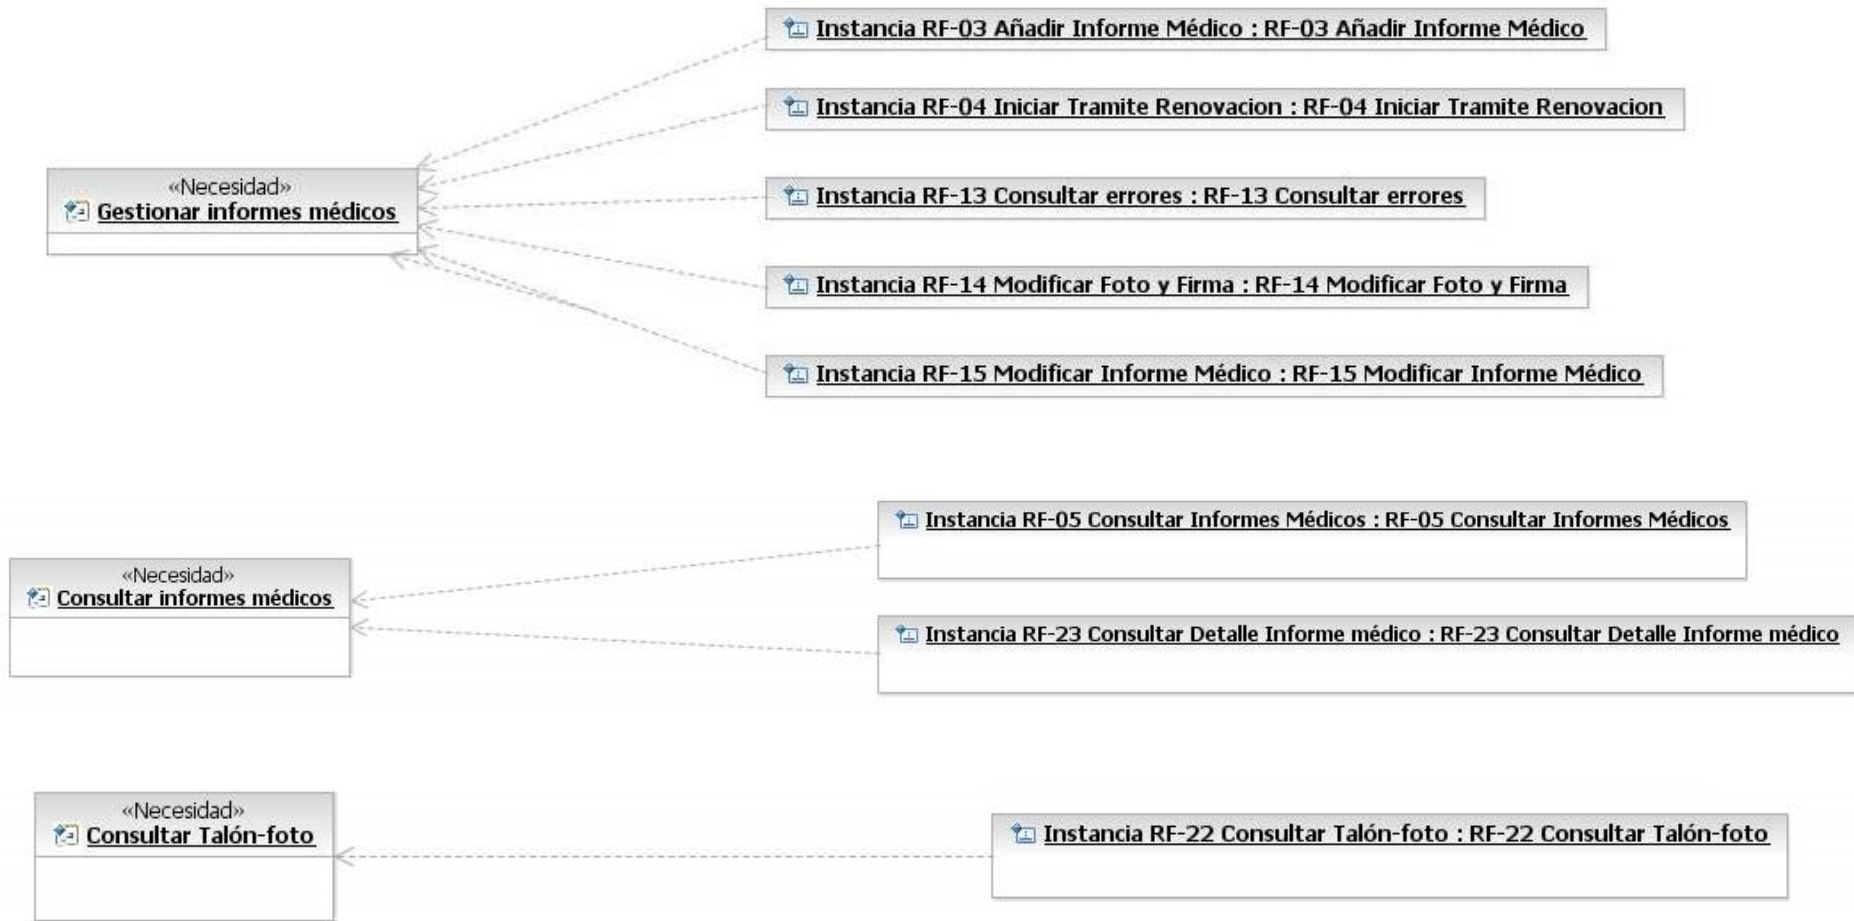 Instancia RF-03 Añadir Informe Médico : RF-03 Añadir Informe Médico
Instancia RF-04 Iniciar Tramite Renovacion : RF-04 Iniciar Tramite Renovacion
«Necesidad»
Gestionar informes médicos
Instancia RF-13 Consultar errores : RF-13 Consultar errores
Instancia RF-14 Modificar Foto y Firma : RF-14 Modificar Foto y Firma
Instancia RF-15 Modificar Informe Médico : RF-15 Modificar Informe Médico
Instancia RF-05 Consultar Informes Médicos : RF-05 Consultar Informes Médicos
«Necesidad»
Consultar informes médicos
Instancia RF-23 Consultar Detalle Informe médico : RF-23 Consultar Detalle Informe médico
«Necesidad»
Consultar Talón-foto
Instancia RF-22 Consultar Talón-foto : RF-22 Consultar Talón-foto